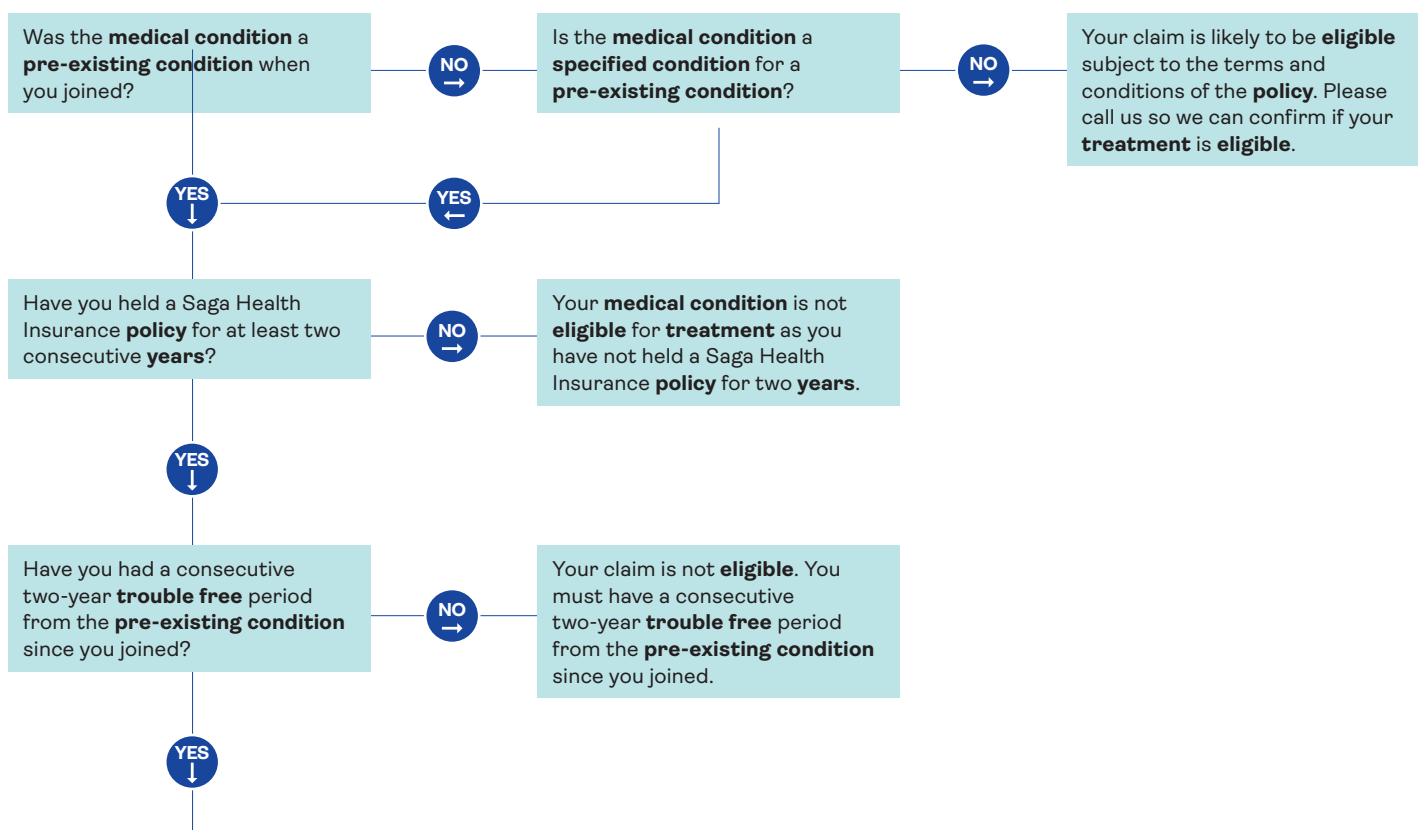 Was the medical condition a
pre-existing condition when
you joined?
NO
→
Is the medical condition a
specified condition for a
pre-existing condition?
NO
→
Your claim is likely to be eligible
subject to the terms and
conditions of the policy. Please
call us so we can confirm if your
treatment is eligible.
YES
↓
YES
←
Have you held a Saga Health
Insurance policy for at least two
consecutive years?
NO
→
Your medical condition is not
eligible for treatment as you
have not held a Saga Health
Insurance policy for two years.
YES
↓
Have you had a consecutive
two-year trouble free period
from the pre-existing condition
since you joined?
NO
→
Your claim is not eligible. You
must have a consecutive
two-year trouble free period
from the pre-existing condition
since you joined.
YES
↓